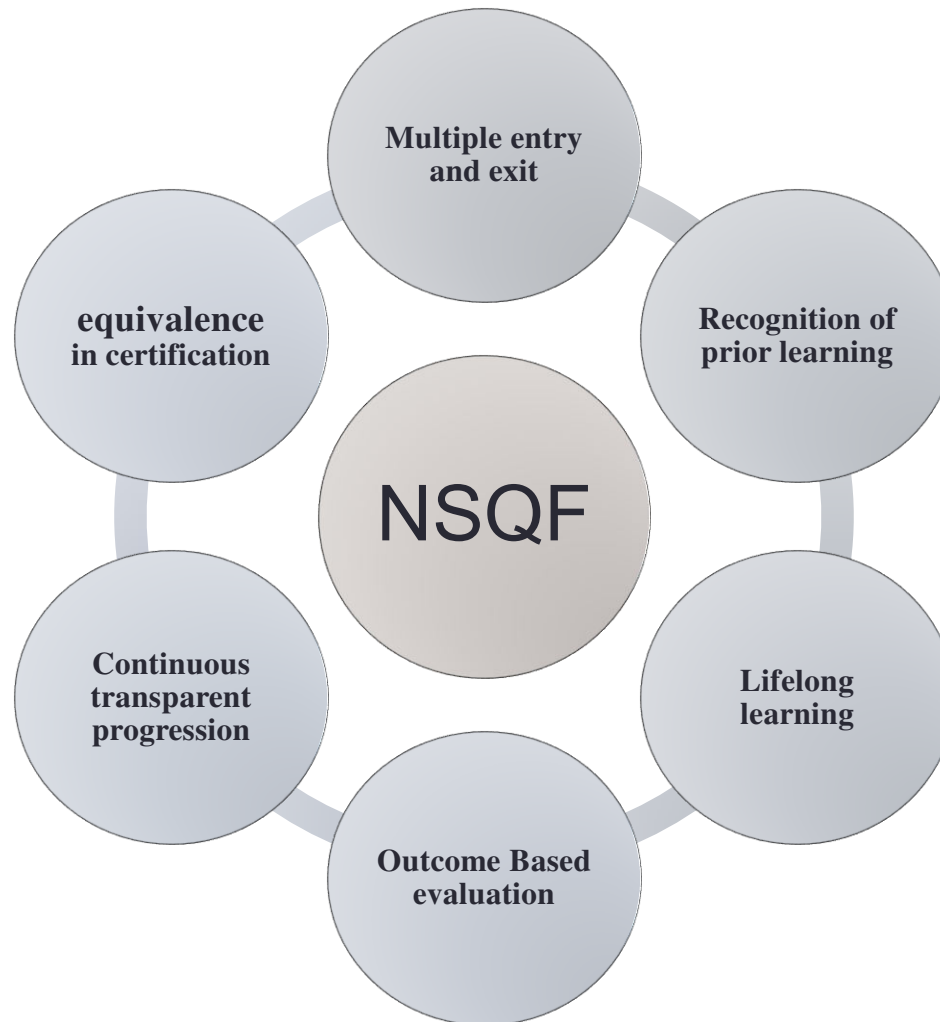 Multiple entry
and exit
Recognition of
prior learning
Lifelong
learning
Outcome Based
evaluation
Continuous
transparent
progression
equivalence
in certification
NSQF